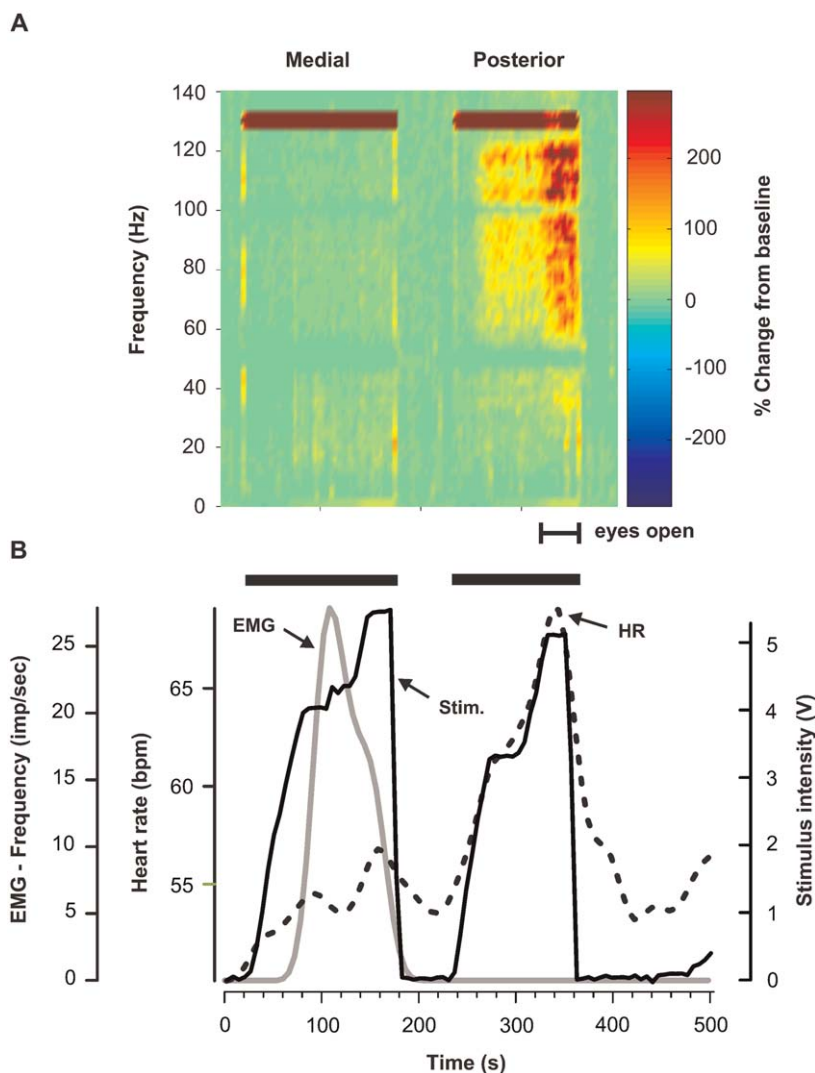 A
Medial Posterior
140
120
100
80
60
40
20
0
Frequency (Hz)
200
100
0
-100
-200
% Change from baseline
eyes open
B
EMG
Stim.
HR
25
20
15
10
5
0
EMG - Frequency (imp/sec)
65
60
55
Heart rate (bpm)
5
4
3
2
1
0
Stimulus intensity (V)
0 100 200 300 400 500
Time (s)